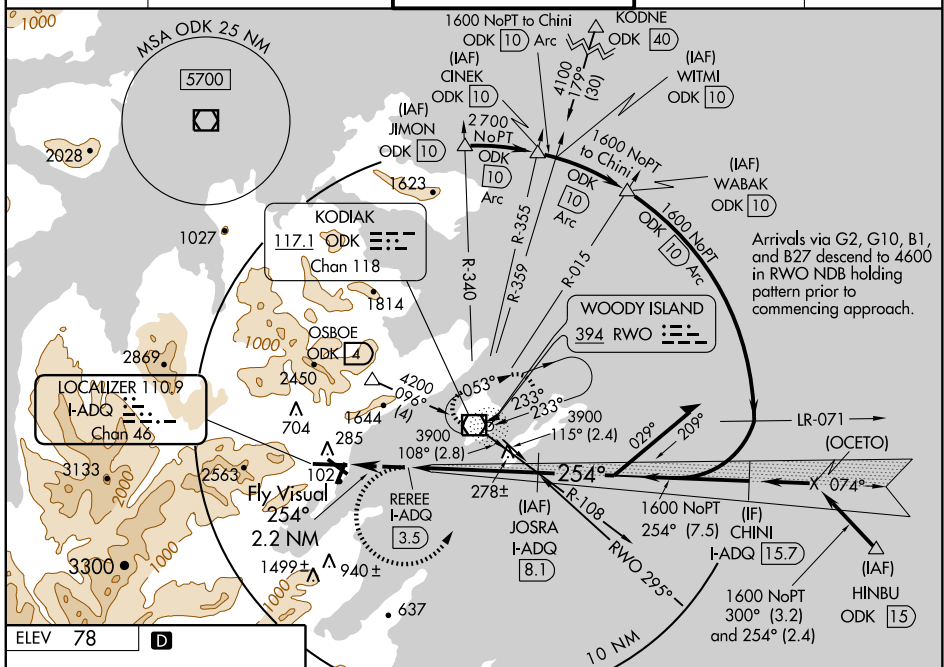 1000
MSA ODK 25 NM
5700
2028
1027
1600 NoPT to Chini
ODK 10 Arc
KODNE
ODK 40
4100
179°
(30)
(IAF)
CINEK
ODK 10
(IAF)
WITMI
ODK 10
(IAF)
JIMON
ODK 10
2700
NoPT
ODK
10
Arc
1600 NoPT
to Chini
ODK
10
Arc
(IAF)
WABAK
ODK 10
1600 NoPT
ODK 10 Arc
1623
KODIAK
117.1 ODK
Chan 118
R-340
R-355
R-359
R-015
Arrivals via G2, G10, B1,
and B27 descend to 4600
in RWO NDB holding
pattern prior to
commencing approach.
1814
WOODY ISLAND
394 RWO
1000
OSBOE
ODK 4
2869
2450
4200
096°
(4)
053°
233°
233°
LOCALIZER 110.9
I-ADQ
Chan 46
704
1644
285
3900
108° (2.8)
3900
115° (2.4)
029°
209°
LR-071
(OCETO)
3133
2000
2563
102
278±
254°
074°
X
Fly Visual
254°
2.2 NM
REREE
I-ADQ
3.5
(IAF)
JOSRA
I-ADQ
8.1
R-108
RWO 295°
1600 NoPT
254° (7.5)
(IF)
CHINI
I-ADQ 15.7
(IAF)
HINBU
ODK 15
1600 NoPT
300° (3.2)
and 254° (2.4)
3300
1000
1499±
940±
1000
637
10 NM
ELEV 78 D